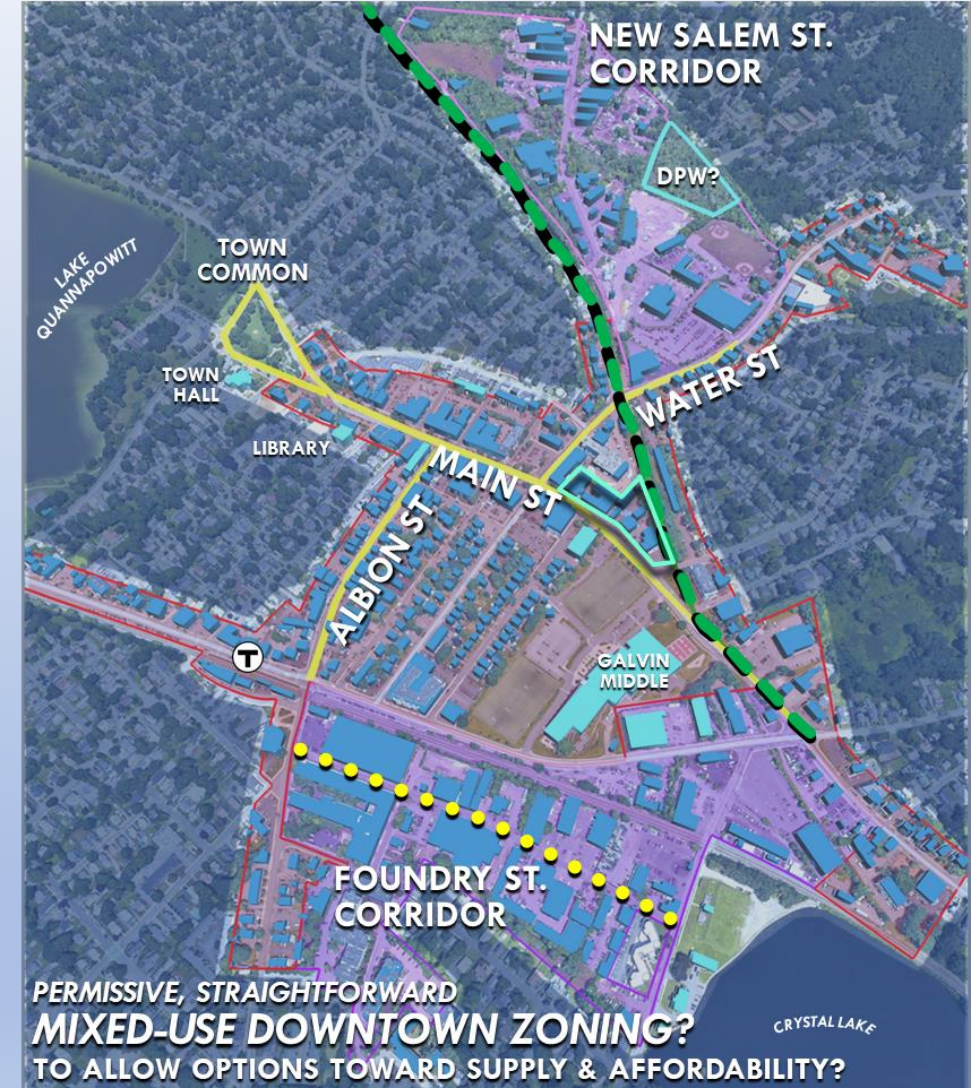 NEW SALEM ST.
CORRIDOR
DPW?
LAKE
QUANNAPOWITT
TOWN
COMMON
TOWN
HALL
LIBRARY
WATER ST
MAIN ST
ALBION ST
T
GALVIN
MIDDLE
FOUNDRY ST.
CORRIDOR
PERMISSIVE, STRAIGHTFORWARD
MIXED-USE DOWNTOWN ZONING?
CRYSTAL LAKE
TO ALLOW OPTIONS TOWARD SUPPLY & AFFORDABILITY?